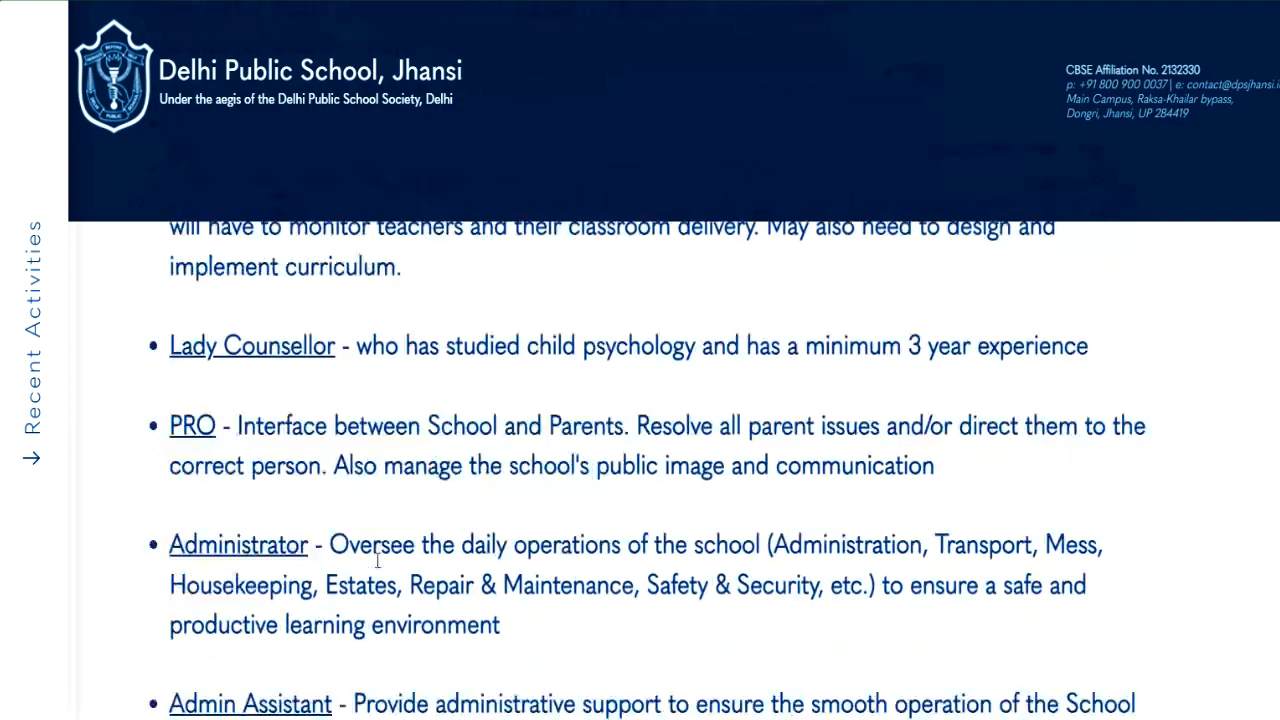 Delhi Public School, Jhansi
Under the aegis of the Delhi Public School Society, Delhi
CBSE Affiliation No. 2132330
p: +91 800 900 0037 | e: contact@dpsjhansi.i
Main Campus, Raksa-Khailar bypass,
Dongri, Jhansi, UP 284419
→ Recent Activities
will have to monitor teachers and their classroom delivery. May also need to design and
implement curriculum.
• Lady Counsellor - who has studied child psychology and has a minimum 3 year experience
• PRO - Interface between School and Parents. Resolve all parent issues and/or direct them to the
correct person. Also manage the school's public image and communication
• Administrator - Oversee the daily operations of the school (Administration, Transport, Mess,
Housekeeping, Estates, Repair & Maintenance, Safety & Security, etc.) to ensure a safe and
productive learning environment
• Admin Assistant - Provide administrative support to ensure the smooth operation of the School